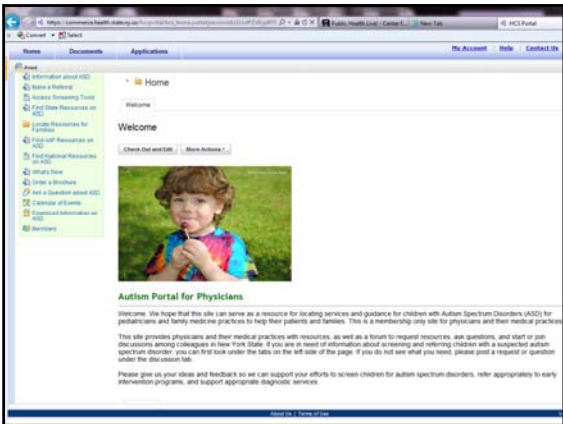 Public Health Live! - Center f...
New Tab
HCS Portal
Convert
Select
Home Documents Applications
My Account Help Contact Us
Print
Information about ASD
Make a Referral
Access Screening Tools
Find State Resources on ASD
Locate Resources for Families
Find AAP Resources on ASD
Find National Resources on ASD
What's New
Order a Brochure
Ask a Question about ASD
Calendar of Events
Download Information on ASD
Members
Home
Welcome
Welcome
Check Out and Edit
More Actions
Autism Portal for Physicians
Welcome. We hope that this site can serve as a resource for locating services and guidance for children with Autism Spectrum Disorders (ASD) for
pediatricians and family medicine practices to help their patients and families. This is a membership only site for physicians and their medical practices
This site provides physicians and their medical practices with resources, as well as a forum to request resources, ask questions, and start or join
discussions among colleagues in New York State. If you are in need of information about screening and referring children with a suspected autism
spectrum disorder, you can first look under the tabs on the left side of the page. If you do not see what you need, please post a request or question
under the discussion tab.
Please give us your ideas and feedback so we can support your efforts to screen children for autism spectrum disorders, refer appropriately to early
intervention programs, and support appropriate diagnostic services.
About Us | Terms of Use